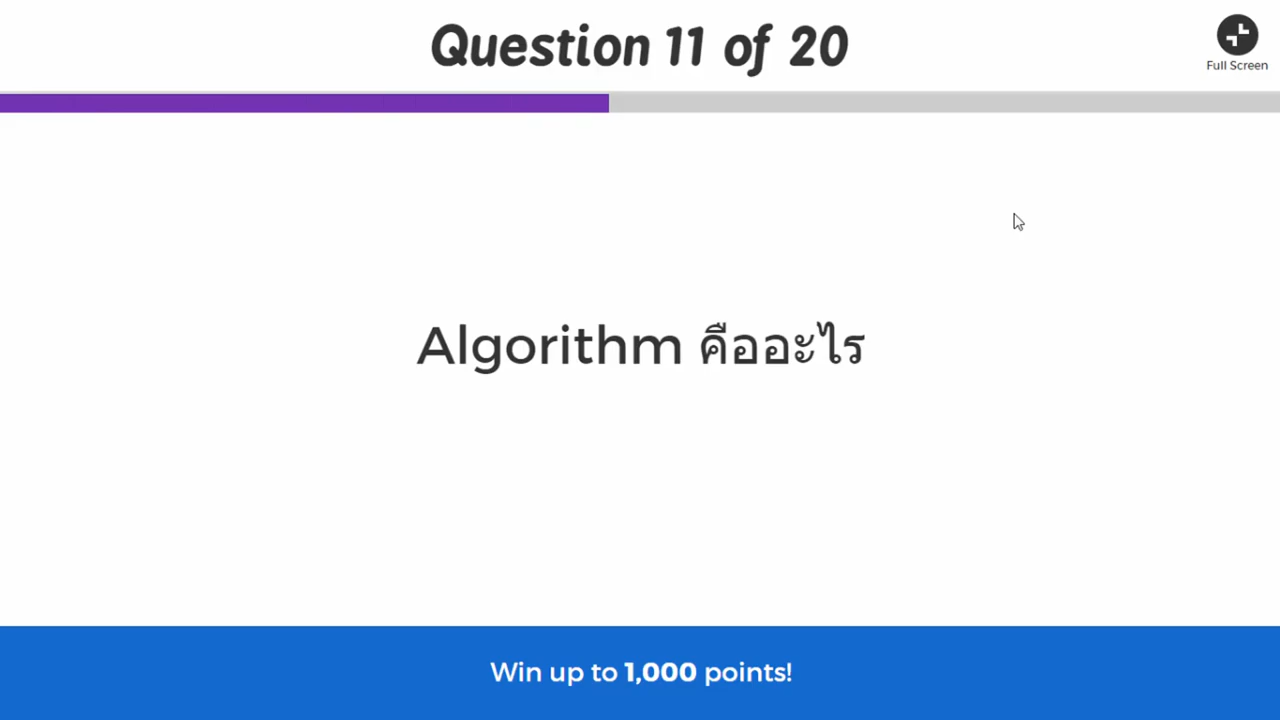 Question 11 of 20
Full Screen
Algorithm คืออะไร
Win up to 1,000 points!